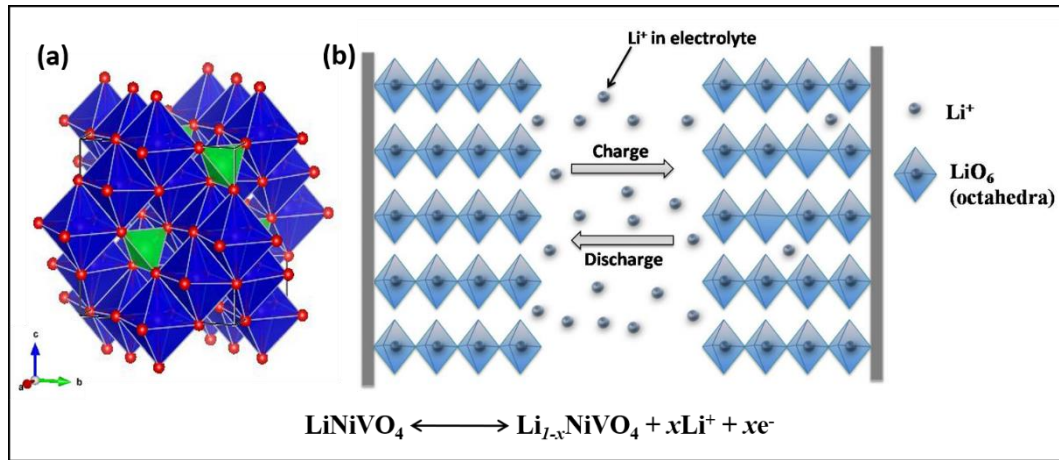 (a)
c
a
b
(b)
Li⁺ in electrolyte
Charge
Discharge
Li⁺
LiO₆
(octahedra)
LiNiVO₄ ⟷ Li₁₋ₓNiVO₄ + xLi⁺ + xe⁻